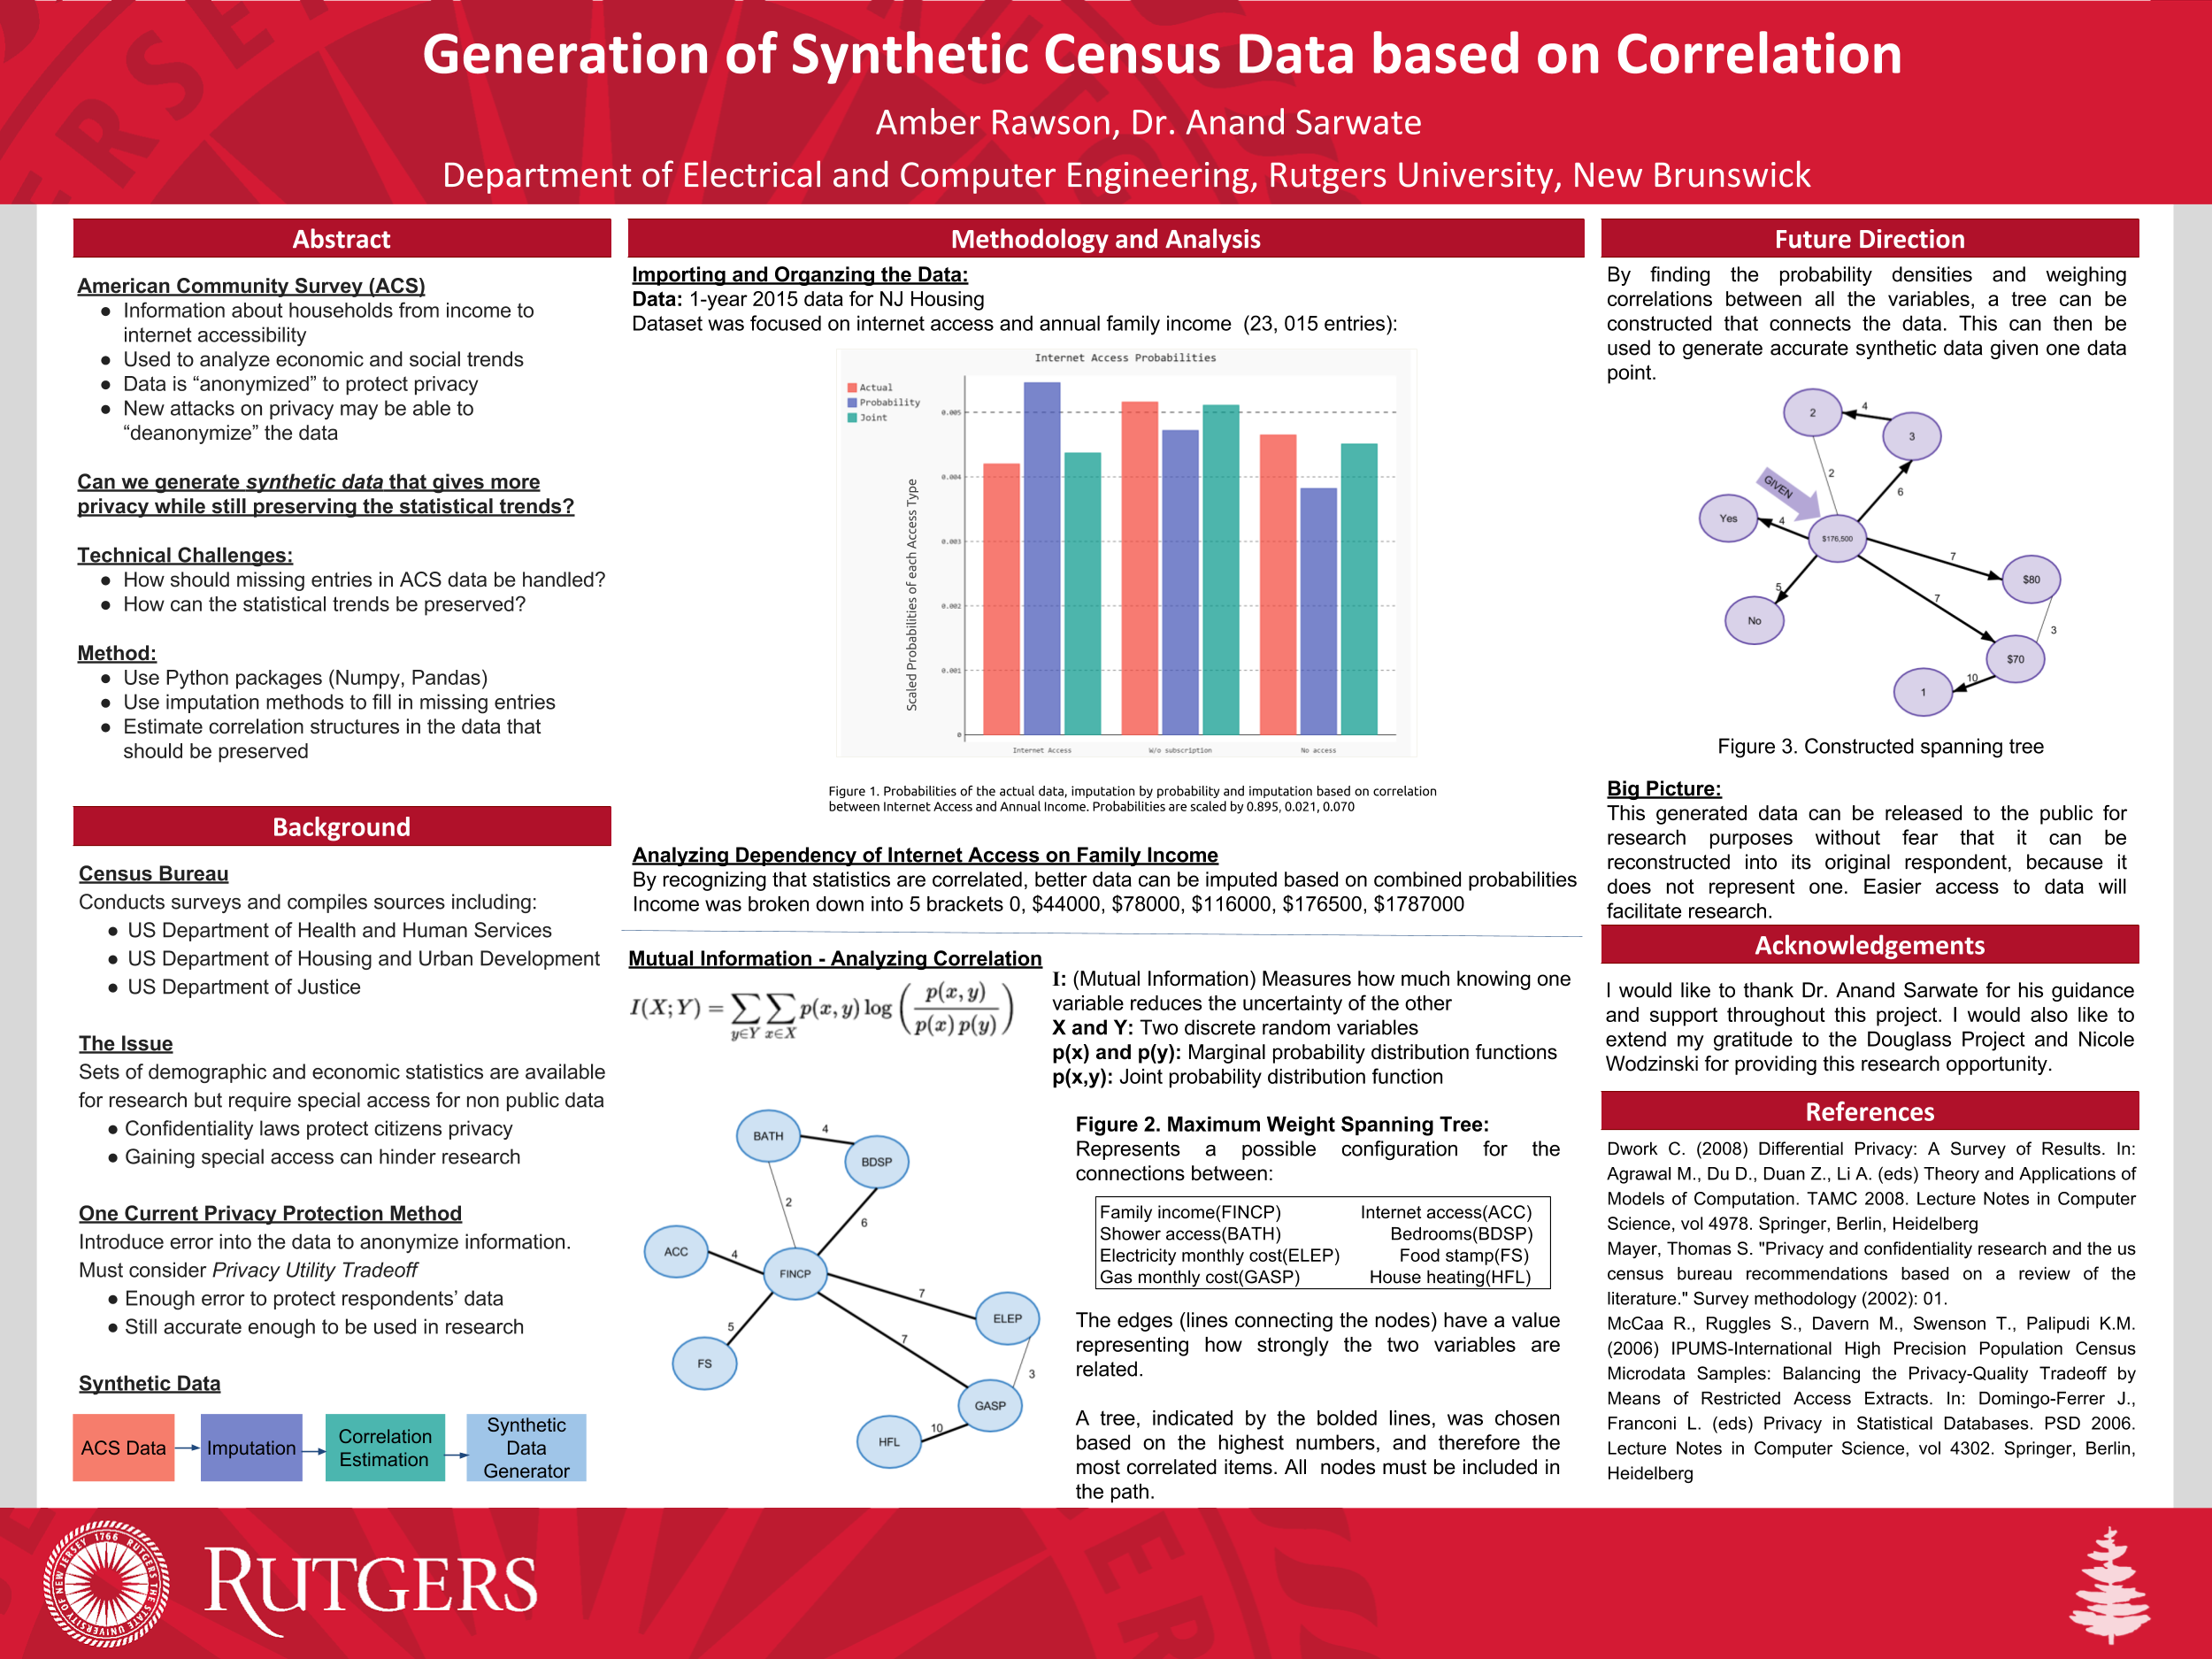 Generation of Synthetic Census Data based on Correlation
Amber Rawson, Dr. Anand Sarwate
Department of Electrical and Computer Engineering, Rutgers University, New Brunswick
Abstract
American Community Survey (ACS)
● Information about households from income to
internet accessibility
● Used to analyze economic and social trends
● Data is “anonymized” to protect privacy
● New attacks on privacy may be able to
“deanonymize” the data
Can we generate synthetic data that gives more
privacy while still preserving the statistical trends?
Technical Challenges:
● How should missing entries in ACS data be handled?
● How can the statistical trends be preserved?
Method:
● Use Python packages (Numpy, Pandas)
● Use imputation methods to fill in missing entries
● Estimate correlation structures in the data that
should be preserved
Background
Census Bureau
Conducts surveys and compiles sources including:
● US Department of Health and Human Services
● US Department of Housing and Urban Development
● US Department of Justice
The Issue
Sets of demographic and economic statistics are available
for research but require special access for non public data
● Confidentiality laws protect citizens privacy
● Gaining special access can hinder research
One Current Privacy Protection Method
Introduce error into the data to anonymize information.
Must consider Privacy Utility Tradeoff
● Enough error to protect respondents’ data
● Still accurate enough to be used in research
Synthetic Data
ACS Data
Imputation
Correlation
Estimation
Synthetic
Data
Generator
Methodology and Analysis
Importing and Organzing the Data:
Data: 1-year 2015 data for NJ Housing
Dataset was focused on internet access and annual family income (23, 015 entries):
Internet Access Probabilities
Actual
Probability
Joint
Scaled Probabilities of each Access Type
0.005
0.004
0.003
0.002
0.001
0
Internet Access
W/o subscription
No access
Figure 1. Probabilities of the actual data, imputation by probability and imputation based on correlation
between Internet Access and Annual Income. Probabilities are scaled by 0.895, 0.021, 0.070
Analyzing Dependency of Internet Access on Family Income
By recognizing that statistics are correlated, better data can be imputed based on combined probabilities
Income was broken down into 5 brackets 0, $44000, $78000, $116000, $176500, $1787000
Mutual Information - Analyzing Correlation
I(X;Y) = ∑ ∑ p(x,y) log ( p(x,y) / p(x) p(y) )
y∈Y x∈X
I: (Mutual Information) Measures how much knowing one
variable reduces the uncertainty of the other
X and Y: Two discrete random variables
p(x) and p(y): Marginal probability distribution functions
p(x,y): Joint probability distribution function
BATH
4
BDSP
2
6
ACC
4
FINCP
7
ELEP
5
7
FS
3
GASP
10
HFL
Figure 2. Maximum Weight Spanning Tree:
Represents a possible configuration for the
connections between:
Family income(FINCP) Internet access(ACC)
Shower access(BATH) Bedrooms(BDSP)
Electricity monthly cost(ELEP) Food stamp(FS)
Gas monthly cost(GASP) House heating(HFL)
The edges (lines connecting the nodes) have a value
representing how strongly the two variables are
related.
A tree, indicated by the bolded lines, was chosen
based on the highest numbers, and therefore the
most correlated items. All nodes must be included in
the path.
Future Direction
By finding the probability densities and weighing
correlations between all the variables, a tree can be
constructed that connects the data. This can then be
used to generate accurate synthetic data given one data
point.
2
4
3
2
GIVEN
6
Yes
4
$176,500
7
$80
5
7
No
3
$70
10
1
Figure 3. Constructed spanning tree
Big Picture:
This generated data can be released to the public for
research purposes without fear that it can be
reconstructed into its original respondent, because it
does not represent one. Easier access to data will
facilitate research.
Acknowledgements
I would like to thank Dr. Anand Sarwate for his guidance
and support throughout this project. I would also like to
extend my gratitude to the Douglass Project and Nicole
Wodzinski for providing this research opportunity.
References
Dwork C. (2008) Differential Privacy: A Survey of Results. In:
Agrawal M., Du D., Duan Z., Li A. (eds) Theory and Applications of
Models of Computation. TAMC 2008. Lecture Notes in Computer
Science, vol 4978. Springer, Berlin, Heidelberg
Mayer, Thomas S. "Privacy and confidentiality research and the us
census bureau recommendations based on a review of the
literature." Survey methodology (2002): 01.
McCaa R., Ruggles S., Davern M., Swenson T., Palipudi K.M.
(2006) IPUMS-International High Precision Population Census
Microdata Samples: Balancing the Privacy-Quality Tradeoff by
Means of Restricted Access Extracts. In: Domingo-Ferrer J.,
Franconi L. (eds) Privacy in Statistical Databases. PSD 2006.
Lecture Notes in Computer Science, vol 4302. Springer, Berlin,
Heidelberg
RUTGERS THE STATE UNIVERSITY OF NEW JERSEY
1766
RUTGERS